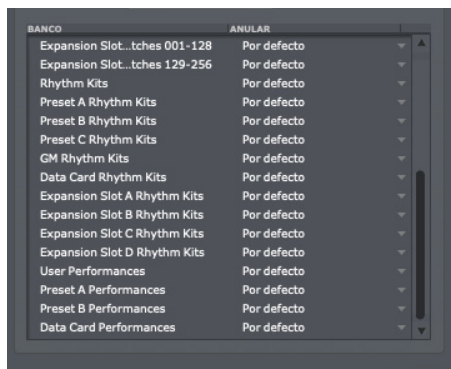 BANCO ANULAR
Expansion Slot...tches 001-128 Por defecto
Expansion Slot...tches 129-256 Por defecto
Rhythm Kits Por defecto
Preset A Rhythm Kits Por defecto
Preset B Rhythm Kits Por defecto
Preset C Rhythm Kits Por defecto
GM Rhythm Kits Por defecto
Data Card Rhythm Kits Por defecto
Expansion Slot A Rhythm Kits Por defecto
Expansion Slot B Rhythm Kits Por defecto
Expansion Slot C Rhythm Kits Por defecto
Expansion Slot D Rhythm Kits Por defecto
User Performances Por defecto
Preset A Performances Por defecto
Preset B Performances Por defecto
Data Card Performances Por defecto